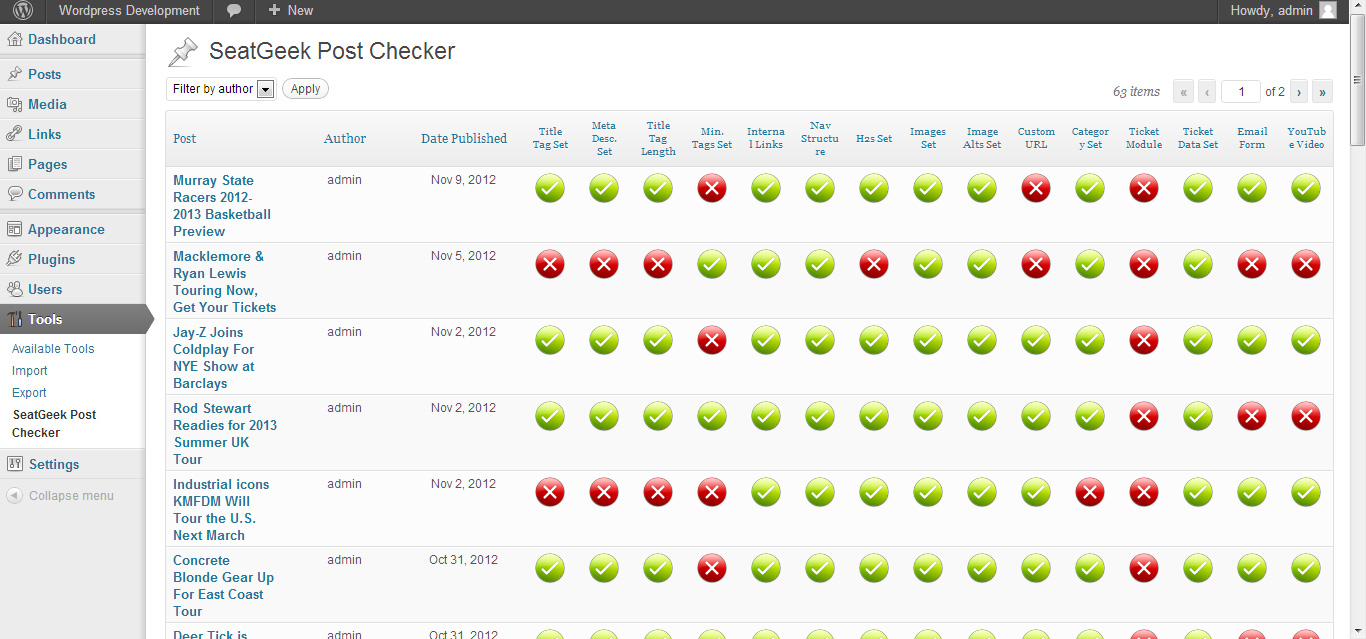 Wordpress Development
New
Howdy, admin
Dashboard
Posts
Media
Links
Pages
Comments
Appearance
Plugins
Users
Tools
Available Tools
Import
Export
SeatGeek Post
Checker
Settings
Collapse menu
SeatGeek Post Checker
Filter by author
Apply
63 items « ‹ 1 of 2 › »
Post
Author
Date Published
Title
Tag Set
Meta
Desc.
Set
Title
Tag
Length
Min.
Tags Set
Interna
l Links
Nav
Structu
re
H2s Set
Images
Set
Image
Alts Set
Custom
URL
Categor
y Set
Ticket
Module
Ticket
Data Set
Email
Form
YouTub
e Video
Murray State
Racers 2012-
2013 Basketball
Preview
admin
Nov 9, 2012
Macklemore &
Ryan Lewis
Touring Now,
Get Your Tickets
admin
Nov 5, 2012
Jay-Z Joins
Coldplay For
NYE Show at
Barclays
admin
Nov 2, 2012
Rod Stewart
Readies for 2013
Summer UK
Tour
admin
Nov 2, 2012
Industrial icons
KMFDM Will
Tour the U.S.
Next March
admin
Nov 2, 2012
Concrete
Blonde Gear Up
For East Coast
Tour
admin
Oct 31, 2012
Deer Tick is
admin
Oct 31, 2012